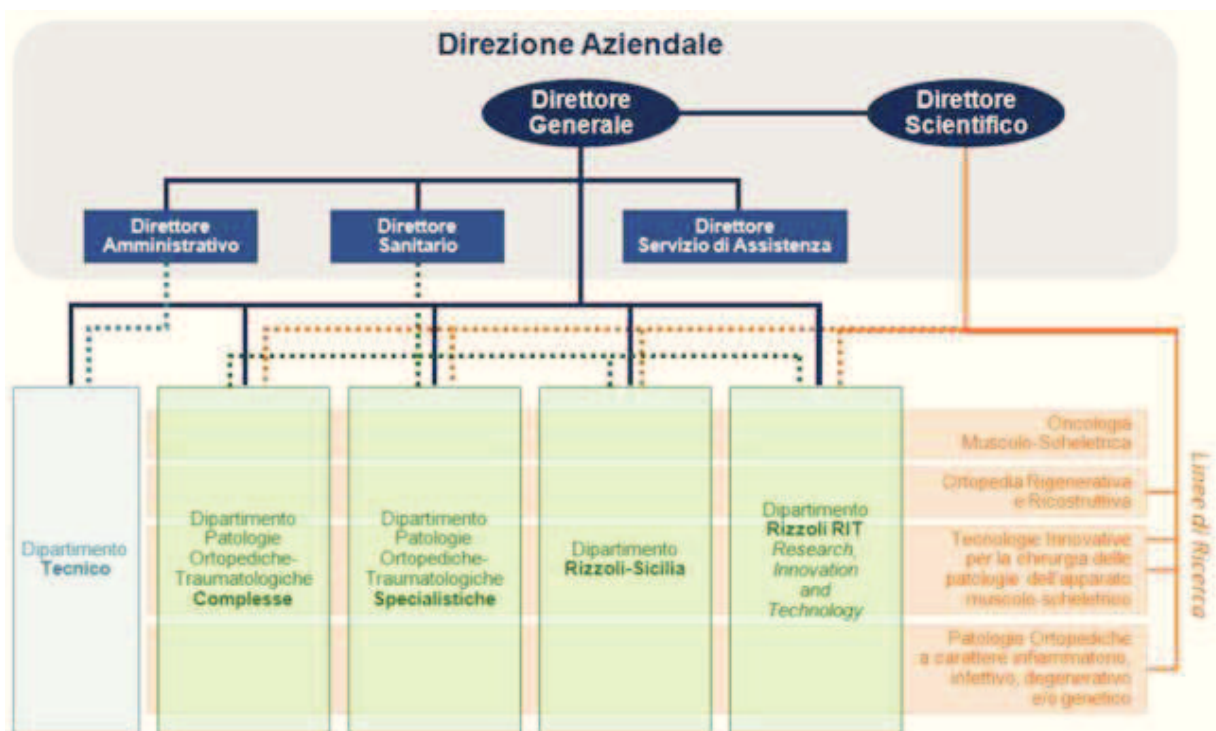 Direzione Aziendale
Direttore
Generale
Direttore
Scientifico
Direttore
Amministrativo
Direttore
Sanitario
Direttore
Servizio di Assistenza
Dipartimento
Tecnico
Dipartimento
Patologie
Ortopediche-
Traumatologiche
Complesse
Dipartimento
Patologie
Ortopediche-
Traumatologiche
Specialistiche
Dipartimento
Rizzoli-Sicilia
Dipartimento
Rizzoli RIT
Research,
Innovation
and
Technology
Oncologia
Muscolo-Scheletrica
Ortopedia Rigenerativa
e Ricostruttiva
Tecnologie Innovative
per la chirurgia delle
patologie dell'apparato
muscolo-scheletrico
Patologie Ortopediche
a carattere infiammatorio,
infettivo, degenerativo
e/o genetico
Linee di Ricerca